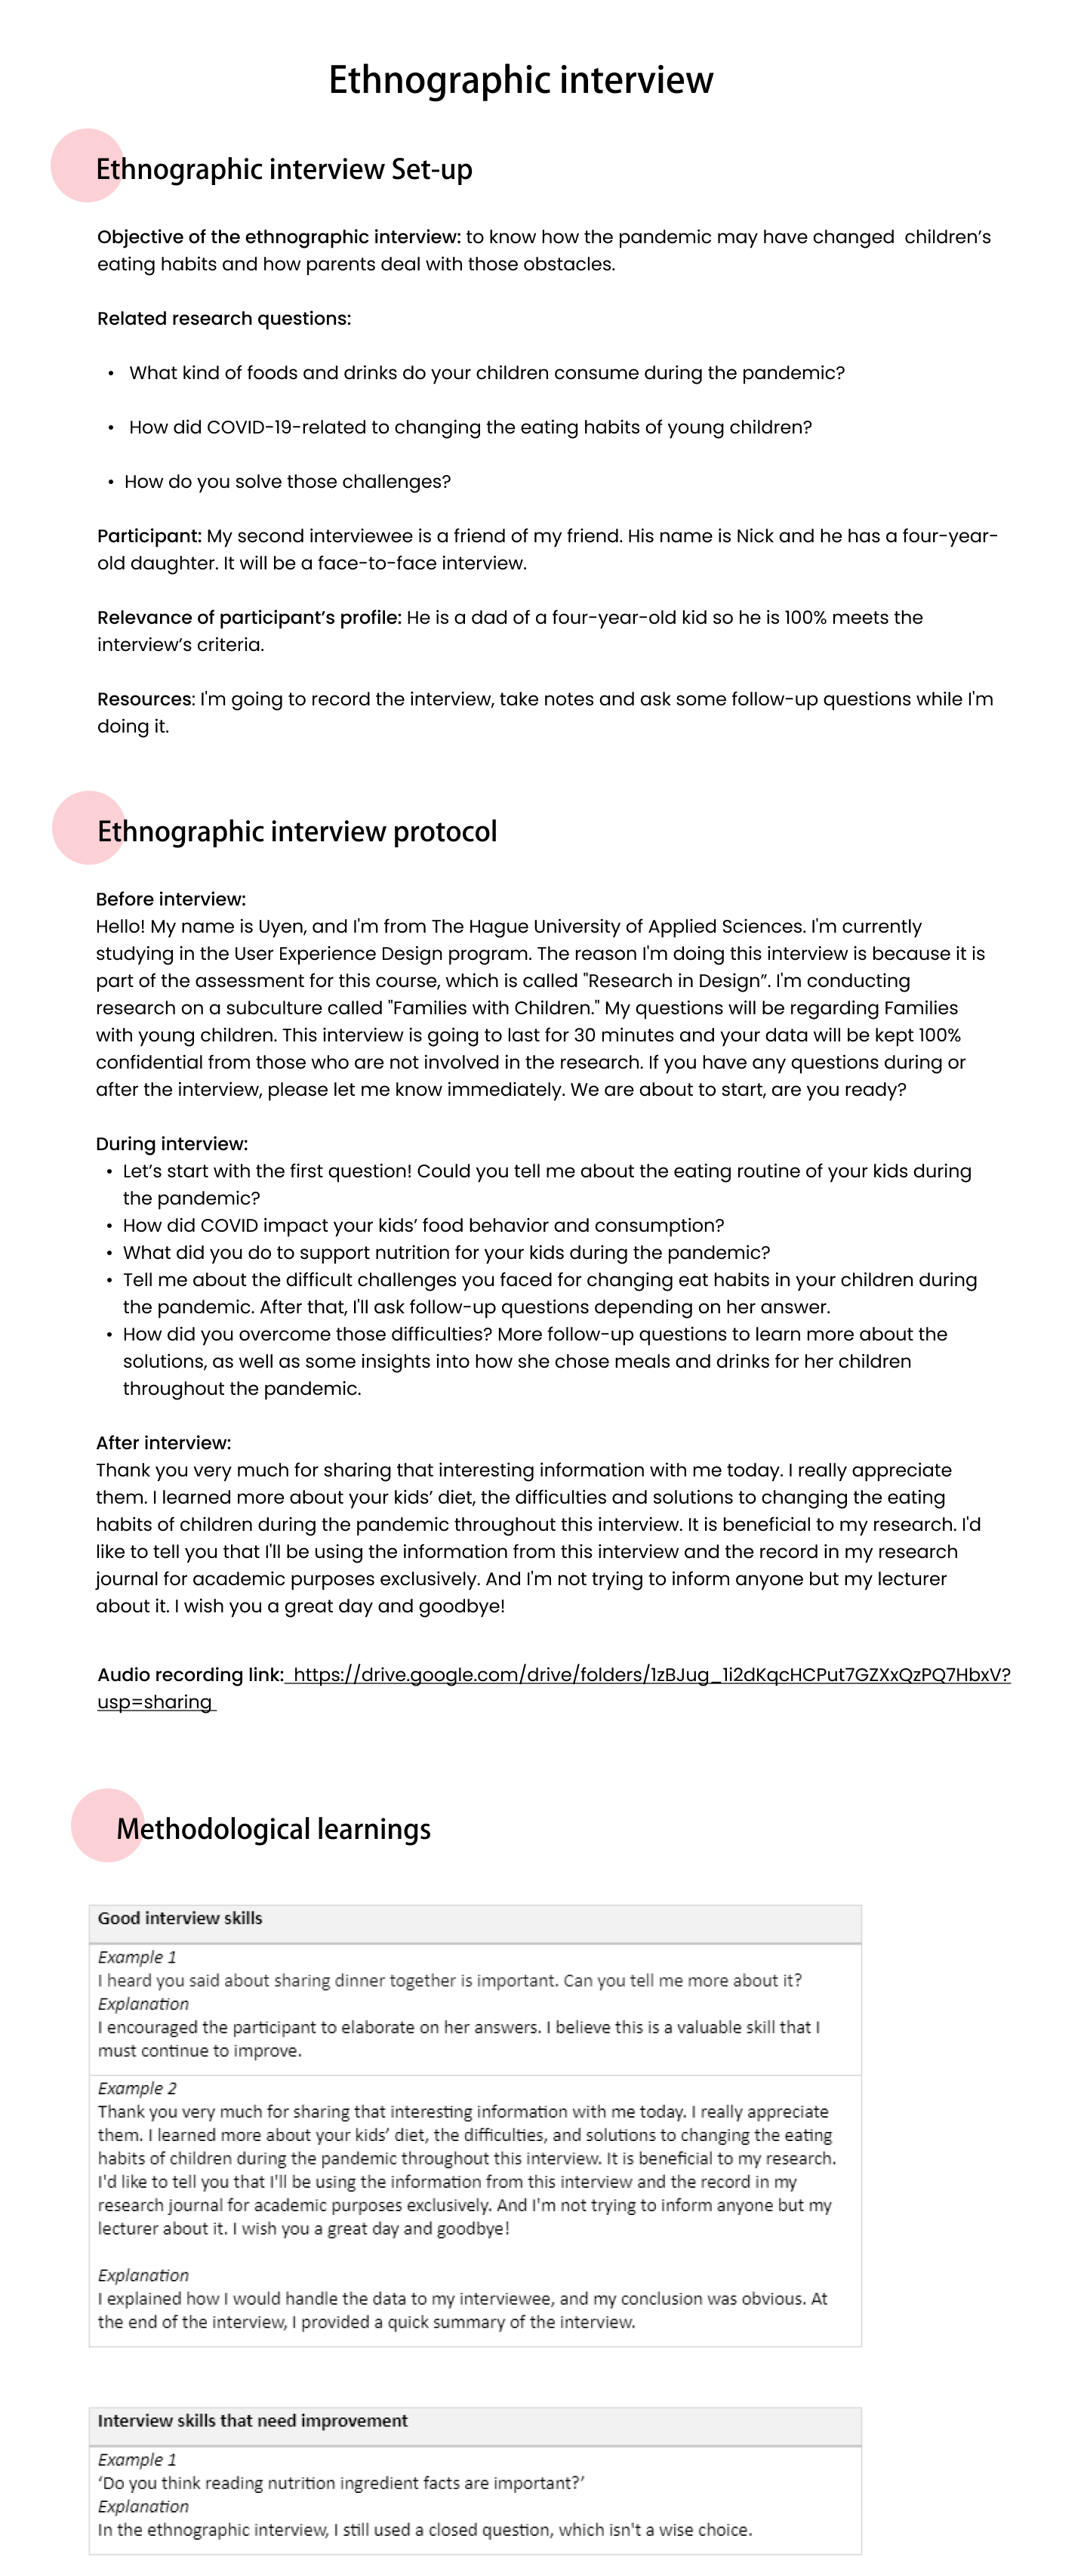 Ethnographic interview
Ethnographic interview Set-up
Objective of the ethnographic interview: to know how the pandemic may have changed  children’s
eating habits and how parents deal with those obstacles.
Related research questions:
•  What kind of foods and drinks do your children consume during the pandemic?
•  How did COVID-19-related to changing the eating habits of young children?
• How do you solve those challenges?
Participant: My second interviewee is a friend of my friend. His name is Nick and he has a four-year-
old daughter. It will be a face-to-face interview.
Relevance of participant’s profile: He is a dad of a four-year-old kid so he is 100% meets the
interview’s criteria.
Resources: I'm going to record the interview, take notes and ask some follow-up questions while I'm
doing it.
Ethnographic interview protocol
Before interview:
Hello! My name is Uyen, and I'm from The Hague University of Applied Sciences. I'm currently
studying in the User Experience Design program. The reason I'm doing this interview is because it is
part of the assessment for this course, which is called "Research in Design”. I'm conducting
research on a subculture called "Families with Children." My questions will be regarding Families
with young children. This interview is going to last for 30 minutes and your data will be kept 100%
confidential from those who are not involved in the research. If you have any questions during or
after the interview, please let me know immediately. We are about to start, are you ready?
During interview:
• Let’s start with the first question! Could you tell me about the eating routine of your kids during
the pandemic?
• How did COVID impact your kids’ food behavior and consumption?
• What did you do to support nutrition for your kids during the pandemic?
• Tell me about the difficult challenges you faced for changing eat habits in your children during
the pandemic. After that, I'll ask follow-up questions depending on her answer.
• How did you overcome those difficulties? More follow-up questions to learn more about the
solutions, as well as some insights into how she chose meals and drinks for her children
throughout the pandemic.
After interview:
Thank you very much for sharing that interesting information with me today. I really appreciate
them. I learned more about your kids’ diet, the difficulties and solutions to changing the eating
habits of children during the pandemic throughout this interview. It is beneficial to my research. I'd
like to tell you that I'll be using the information from this interview and the record in my research
journal for academic purposes exclusively. And I'm not trying to inform anyone but my lecturer
about it. I wish you a great day and goodbye!
Audio recording link:  https://drive.google.com/drive/folders/1zBJug_1i2dKqcHCPut7GZXxQzPQ7HbxV?
usp=sharing
Methodological learnings
Good interview skills
Example 1
I heard you said about sharing dinner together is important. Can you tell me more about it?
Explanation
I encouraged the participant to elaborate on her answers. I believe this is a valuable skill that I
must continue to improve.
Example 2
Thank you very much for sharing that interesting information with me today. I really appreciate
them. I learned more about your kids’ diet, the difficulties, and solutions to changing the eating
habits of children during the pandemic throughout this interview. It is beneficial to my research.
I'd like to tell you that I'll be using the information from this interview and the record in my
research journal for academic purposes exclusively. And I'm not trying to inform anyone but my
lecturer about it. I wish you a great day and goodbye!
Explanation
I explained how I would handle the data to my interviewee, and my conclusion was obvious. At
the end of the interview, I provided a quick summary of the interview.
Interview skills that need improvement
Example 1
‘Do you think reading nutrition ingredient facts are important?’
Explanation
In the ethnographic interview, I still used a closed question, which isn't a wise choice.